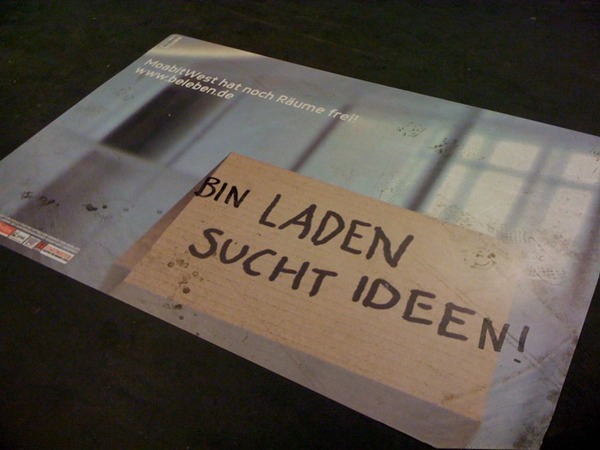 MoabitWest hat noch Räume frei!
www.beleben.de
BIN LADEN
SUCHT IDEEN!